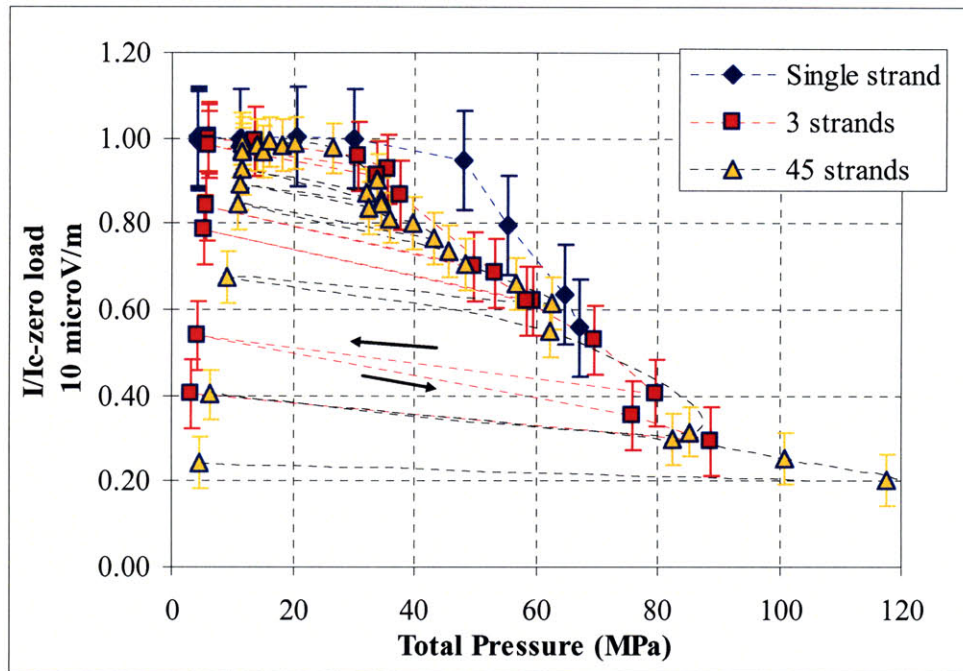 1.20
1.00
0.80
0.60
0.40
0.20
0.00
I/Ic-zero load
10 microV/m
Single strand
3 strands
45 strands
0 20 40 60 80 100 120
Total Pressure (MPa)